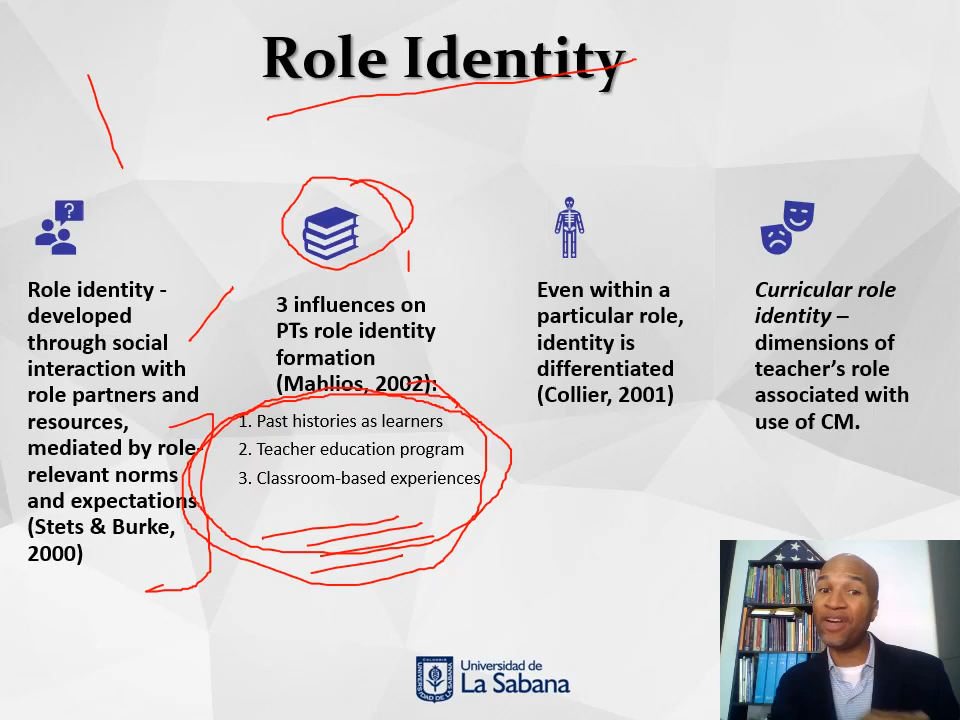 Role Identity
Role identity -
developed
through social
interaction with
role partners and
resources,
mediated by role-
relevant norms
and expectations
(Stets & Burke,
2000)
3 influences on
PTs role identity
formation
(Mahlios, 2002):
1. Past histories as learners
2. Teacher education program
3. Classroom-based experiences
Even within a
particular role,
identity is
differentiated
(Collier, 2001)
Curricular role
identity –
dimensions of
teacher's role
associated with
use of CM.
?
Universidad de
La Sabana